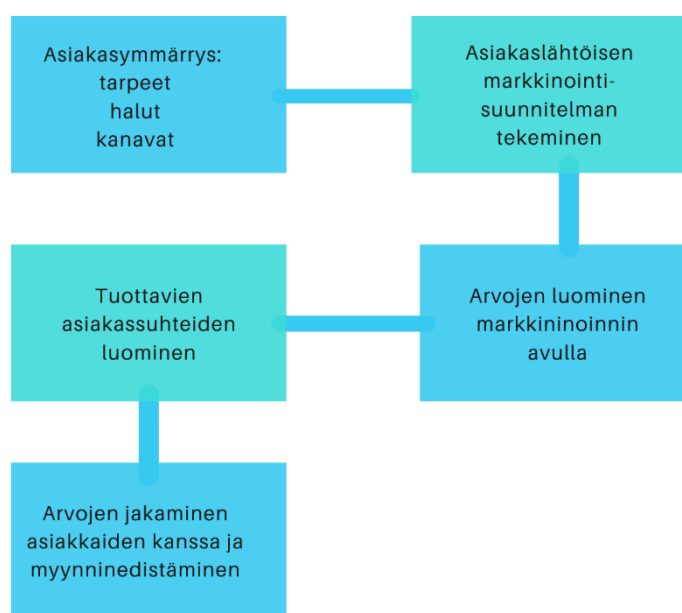 Asiakasymmärrys:
tarpeet
halut
kanavat
Asiakaslähtöisen
markkinointi-
suunnitelman
tekeminen
Arvojen luominen
markkininoinnin
avulla
Tuottavien
asiakassuhteiden
luominen
Arvojen jakaminen
asiakkaiden kanssa ja
myynninedistäminen